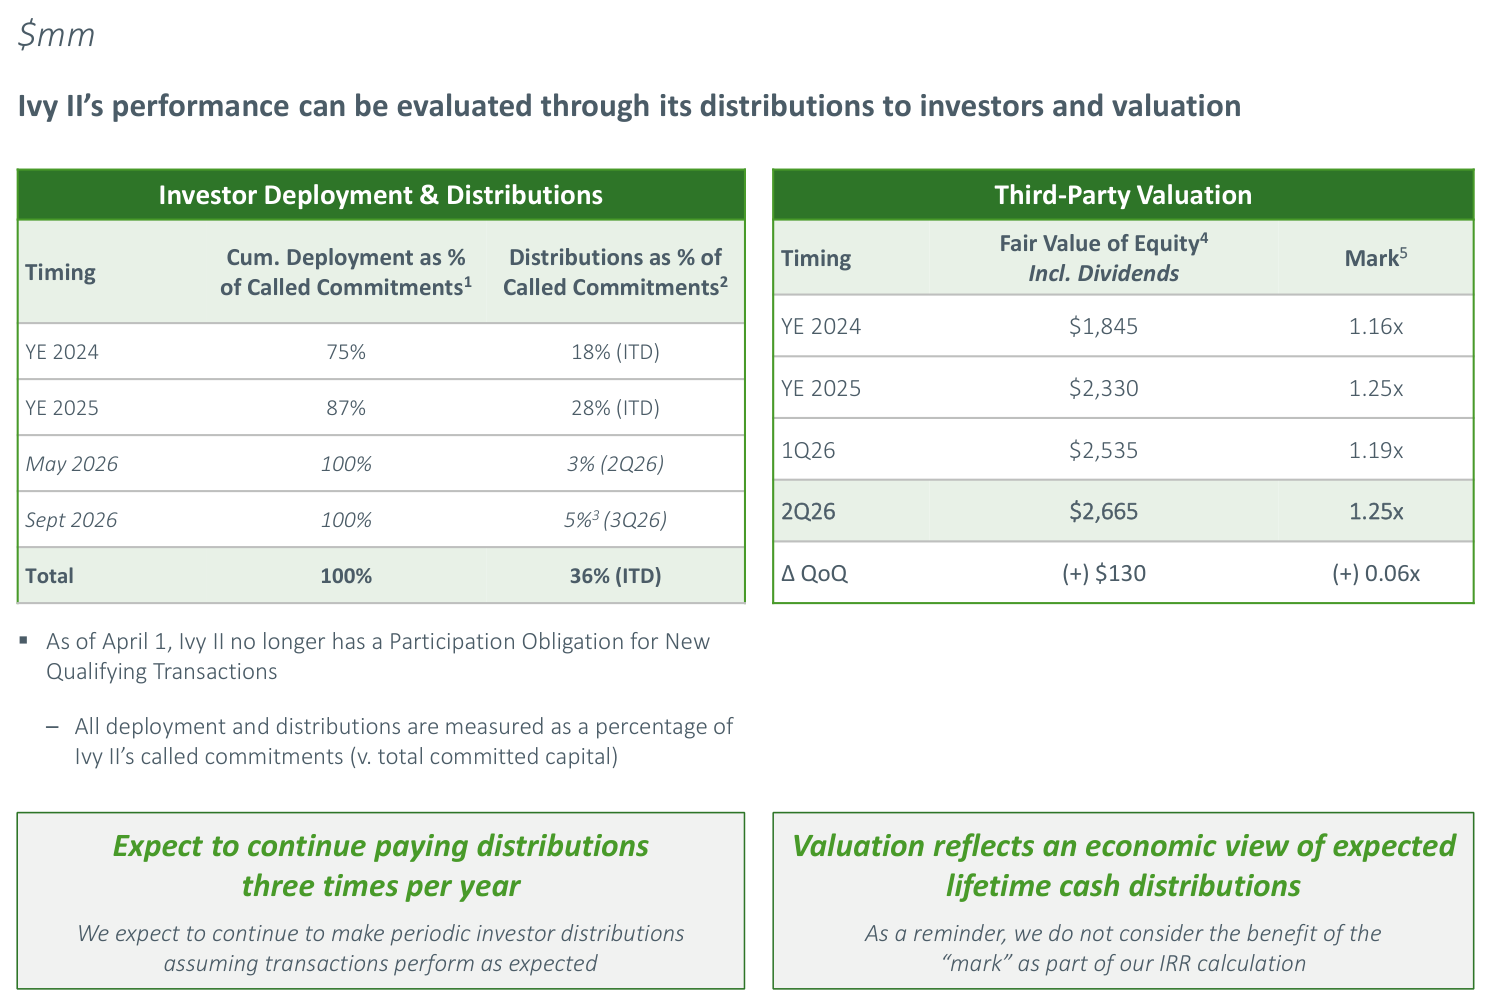 $mm
Ivy II’s performance can be evaluated through its distributions to investors and valuation
Investor Deployment & Distributions
Timing
Cum. Deployment as %
of Called Commitments1
Distributions as % of
Called Commitments2
YE 2024 75% 18% (ITD)
YE 2025 87% 28% (ITD)
May 2026 100% 3% (2Q26)
Sept 2026 100% 5%3 (3Q26)
Total 100% 36% (ITD)
Third-Party Valuation
Timing
Fair Value of Equity4
Incl. Dividends
Mark5
YE 2024 $1,845 1.16x
YE 2025 $2,330 1.25x
1Q26 $2,535 1.19x
2Q26 $2,665 1.25x
Δ QoQ (+) $130 (+) 0.06x
▪ As of April 1, Ivy II no longer has a Participation Obligation for New
Qualifying Transactions
– All deployment and distributions are measured as a percentage of
Ivy II’s called commitments (v. total committed capital)
Expect to continue paying distributions
three times per year
We expect to continue to make periodic investor distributions
assuming transactions perform as expected
Valuation reflects an economic view of expected
lifetime cash distributions
As a reminder, we do not consider the benefit of the
“mark” as part of our IRR calculation